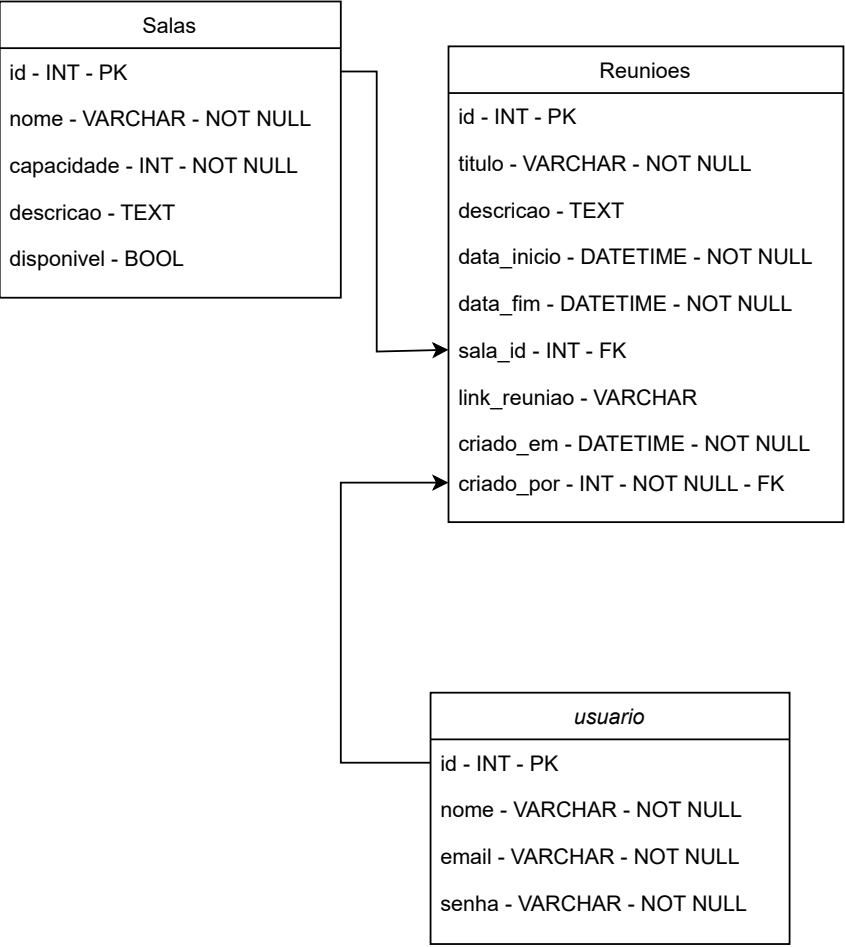 Salas
id - INT - PK
nome - VARCHAR - NOT NULL
capacidade - INT - NOT NULL
descricao - TEXT
disponivel - BOOL
Reunioes
id - INT - PK
titulo - VARCHAR - NOT NULL
descricao - TEXT
data_inicio - DATETIME - NOT NULL
data_fim - DATETIME - NOT NULL
sala_id - INT - FK
link_reuniao - VARCHAR
criado_em - DATETIME - NOT NULL
criado_por - INT - NOT NULL - FK
usuario
id - INT - PK
nome - VARCHAR - NOT NULL
email - VARCHAR - NOT NULL
senha - VARCHAR - NOT NULL